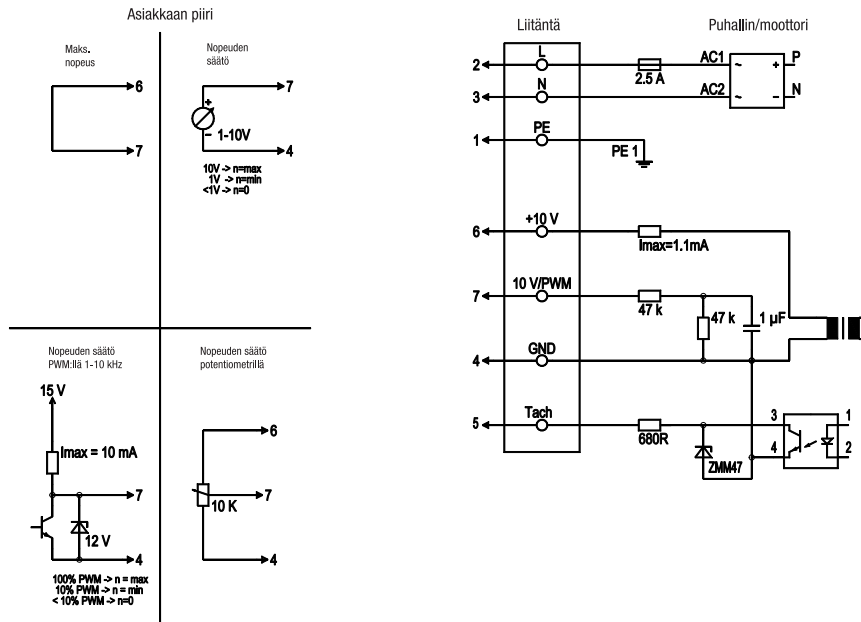 Asiakkaan piiri
Maks.
nopeus
6
7
Nopeuden
säätö
7
+
1-10V
–
4
10V -> n=max
1V -> n=min
<1V -> n=0
Nopeuden säätö
PWM:llä 1-10 kHz
15 V
Imax = 10 mA
7
12 V
4
100% PWM -> n = max
10% PWM -> n = min
< 10% PWM -> n=0
Nopeuden säätö
potentiometrillä
6
7
10 K
4
Liitäntä
Puhallin/moottori
2
L
2.5 A
AC1
~
+
P
3
N
AC2
~
–
N
1
PE
PE 1
6
+10 V
Imax=1.1mA
7
10 V/PWM
47 k
47 k
1 µF
4
GND
5
Tach
680R
ZMM47
3
1
4
2